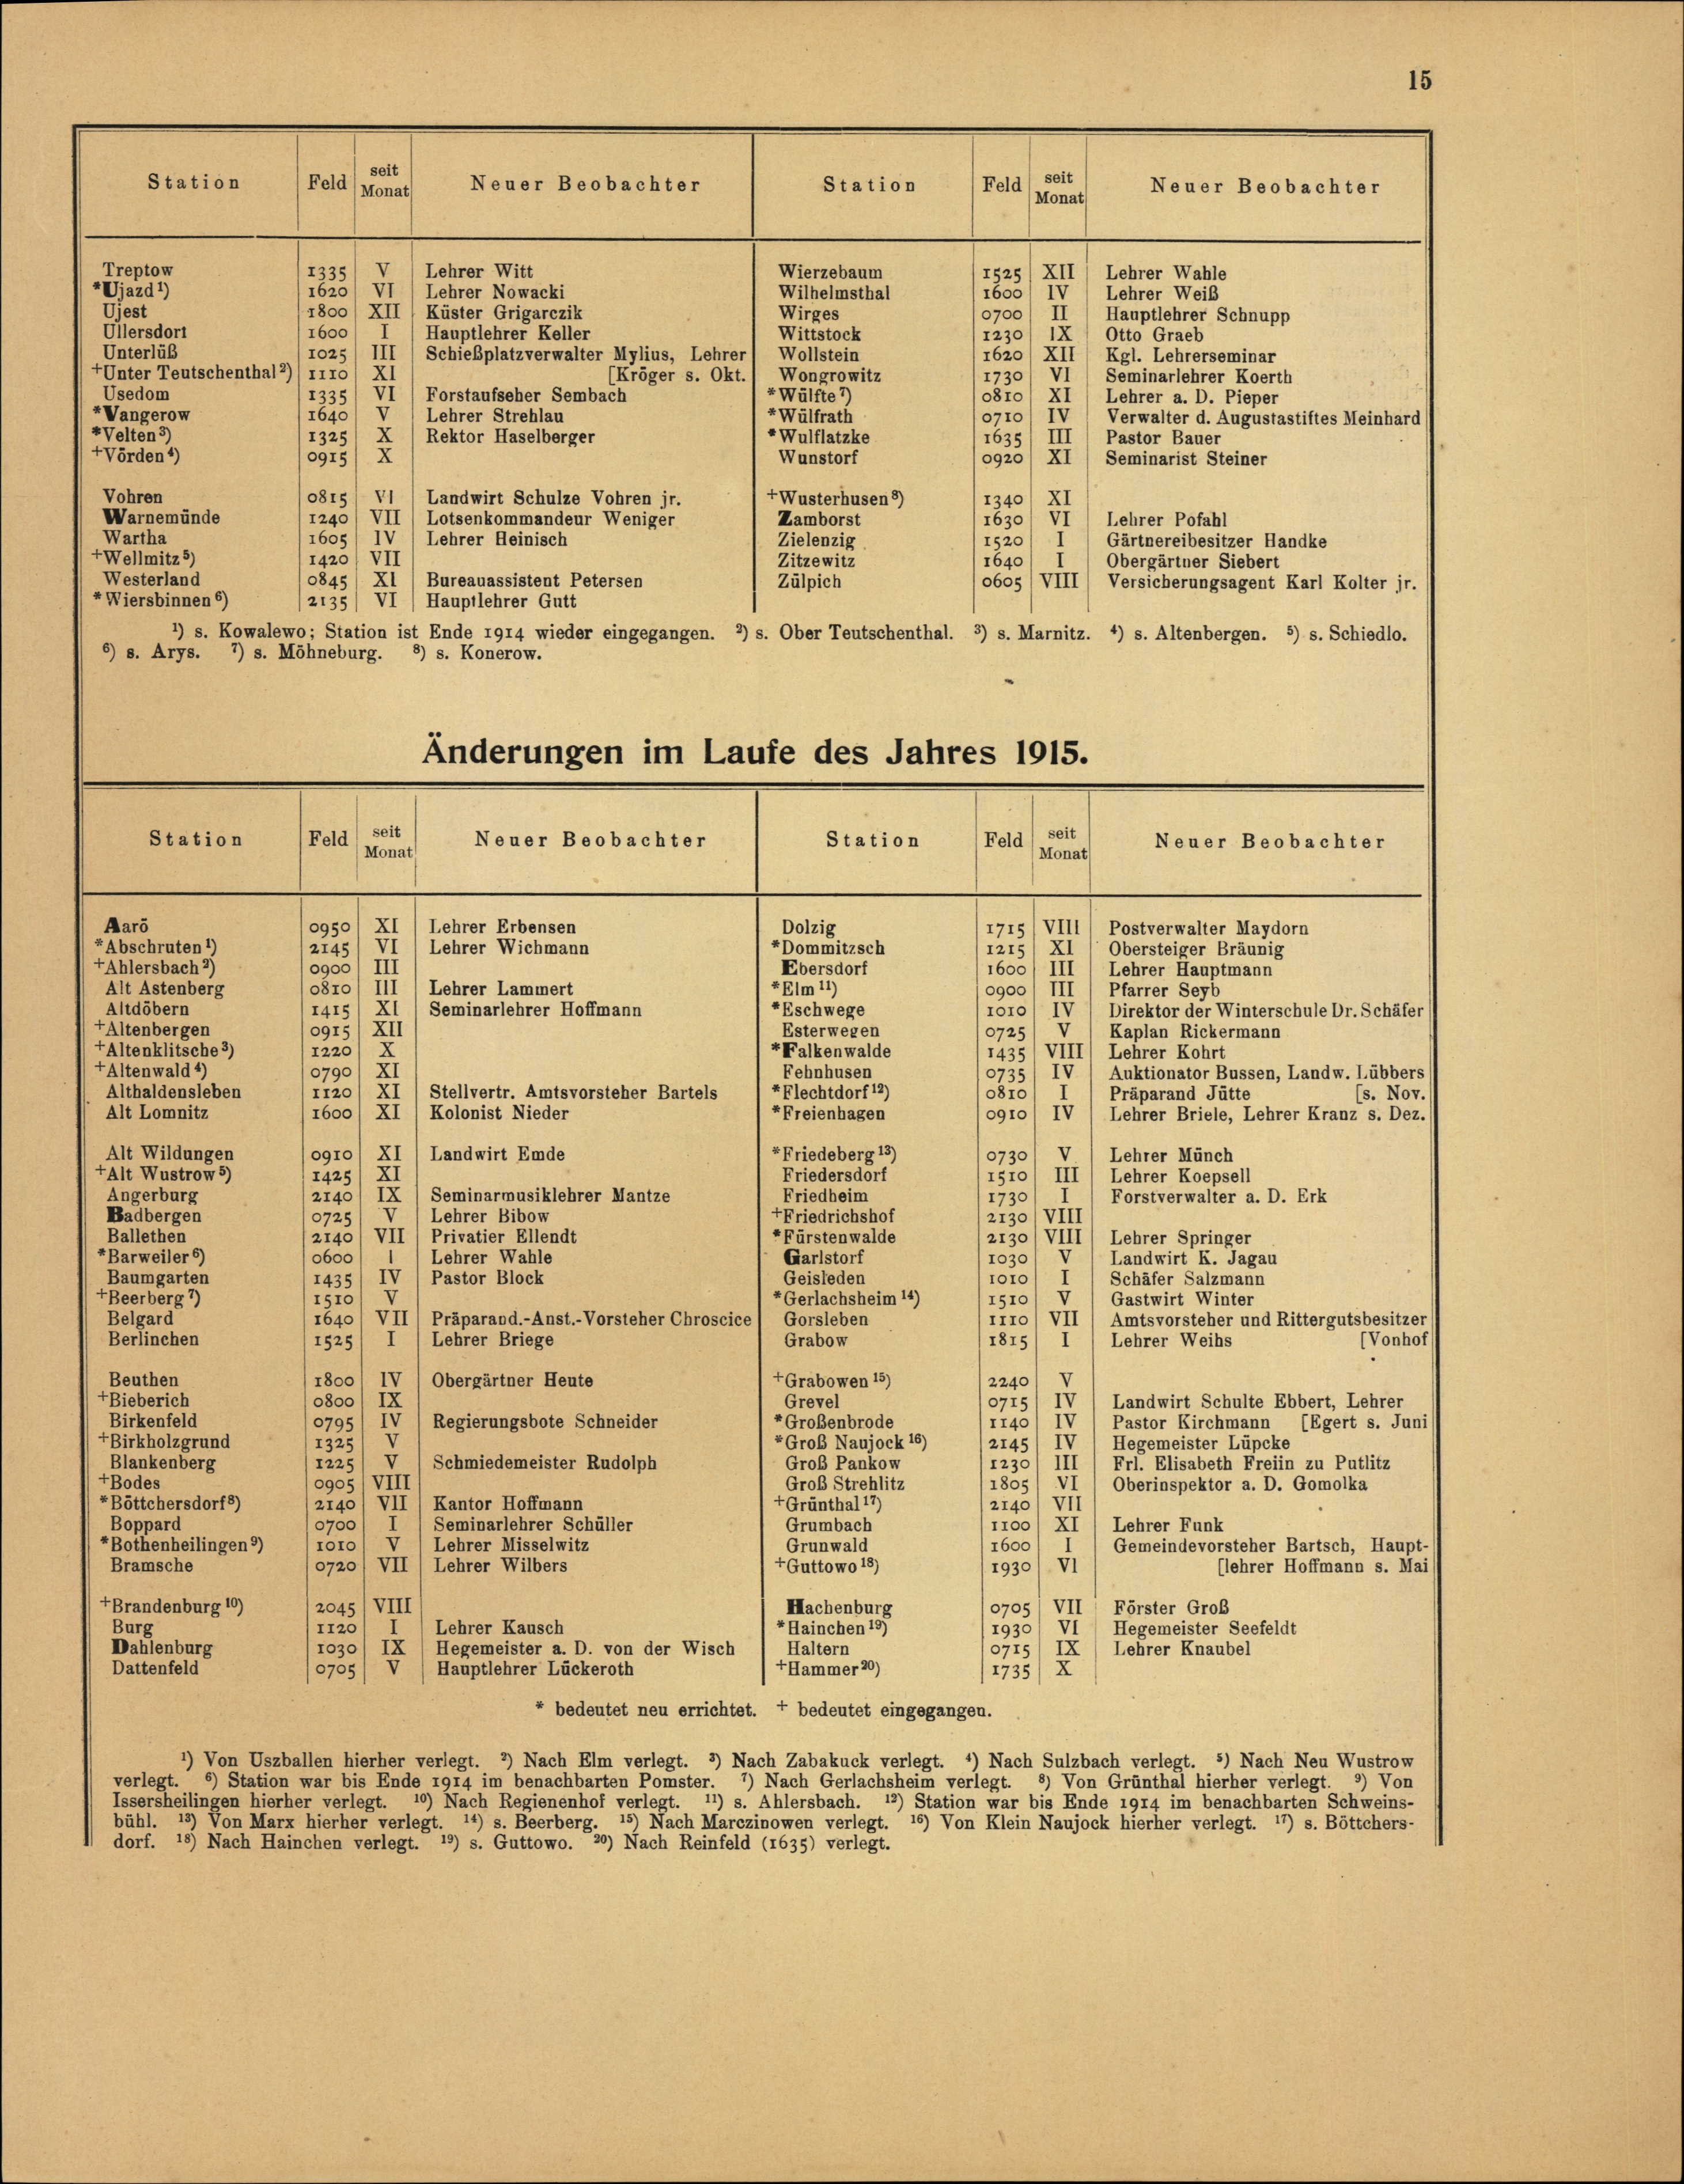 15
Station Feld seit Monat Neuer Beobachter Station Feld seit Monat Neuer Beobachter
Treptow 1335 V Lehrer Witt Wierzebaum 1525 XII Lehrer Wahle
*Ujazd¹) 1620 VI Lehrer Nowacki Wilhelmsthal 1600 IV Lehrer Weiß
Ujest 1800 XII Küster Grigarczik Wirges 0700 II Hauptlehrer Schnupp
Ullersdorf 1600 I Hauptlehrer Keller Wittstock 1230 IX Otto Graeb
Unterlüß 1025 III Schießplatzverwalter Mylius, Lehrer Wollstein 1620 XII Kgl. Lehrerseminar
+Unter Teutschenthal²) 1110 XI [Kröger s. Okt. Wongrowitz 1730 VI Seminarlehrer Koerth
Usedom 1335 VI Forstaufseher Sembach *Wülfte⁷) 0810 XI Lehrer a. D. Pieper
*Vangerow 1640 V Lehrer Strehlau *Wülfrath 0710 IV Verwalter d. Augustastiftes Meinhard
*Velten³) 1325 X Rektor Haselberger *Wulflatzke 1635 III Pastor Bauer
+Vörden⁴) 0915 X Wunstorf 0920 XI Seminarist Steiner
Vohren 0815 VI Landwirt Schulze Vohren jr. +Wusterhusen⁸) 1340 XI
Warnemünde 1240 VII Lotsenkommandeur Weniger Zamborst 1630 VI Lehrer Pofahl
Wartha 1605 IV Lehrer Heinisch Zielenzig 1520 I Gärtnereibesitzer Handke
+Wellmitz⁵) 1420 VII Zitzewitz 1640 I Obergärtner Siebert
Westerland 0845 XI Bureauassistent Petersen Zülpich 0605 VIII Versicherungsagent Karl Kolter jr.
*Wiersbinnen⁶) 2135 VI Hauptlehrer Gutt
¹) s. Kowalewo; Station ist Ende 1914 wieder eingegangen. ²) s. Ober Teutschenthal. ³) s. Marnitz. ⁴) s. Altenbergen. ⁵) s. Schiedlo.
⁶) s. Arys. ⁷) s. Möhneburg. ⁸) s. Konerow.
Änderungen im Laufe des Jahres 1915.
Station Feld seit Monat Neuer Beobachter Station Feld seit Monat Neuer Beobachter
Aarö 0950 XI Lehrer Erbensen Dolzig 1715 VIII Postverwalter Maydorn
*Abschruten¹) 2145 VI Lehrer Wichmann *Dommitzsch 1215 XI Obersteiger Bräunig
+Ahlersbach²) 0900 III Ebersdorf 1600 III Lehrer Hauptmann
Alt Astenberg 0810 III Lehrer Lammert *Elm¹¹) 0900 III Pfarrer Seyb
Altdöbern 1415 XI Seminarlehrer Hoffmann *Eschwege 1010 IV Direktor der Winterschule Dr. Schäfer
+Altenbergen 0915 XII Esterwegen 0725 V Kaplan Rickermann
+Altenklitsche³) 1220 X *Falkenwalde 1435 VIII Lehrer Kohrt
+Altenwald⁴) 0790 XI Fehnhusen 0735 IV Auktionator Bussen, Landw. Lübbers
Althaldensleben 1120 XI Stellvertr. Amtsvorsteher Bartels *Flechtdorf¹²) 0810 I Präparand Jütte [s. Nov.
Alt Lomnitz 1600 XI Kolonist Nieder *Freienhagen 0910 IV Lehrer Briele, Lehrer Kranz s. Dez.
Alt Wildungen 0910 XI Landwirt Emde *Friedeberg¹³) 0730 V Lehrer Münch
+Alt Wustrow⁵) 1425 XI Friedersdorf 1510 III Lehrer Koepsell
Angerburg 2140 IX Seminarmusiklehrer Mantze Friedheim 1730 I Forstverwalter a. D. Erk
Badbergen 0725 V Lehrer Bibow +Friedrichshof 2130 VIII
Ballethen 2140 VII Privatier Ellendt *Fürstenwalde 2130 VIII Lehrer Springer
*Barweiler⁶) 0600 I Lehrer Wahle Garlstorf 1030 V Landwirt K. Jagau
Baumgarten 1435 IV Pastor Block Geisleden 1010 I Schäfer Salzmann
+Beerberg⁷) 1510 V *Gerlachsheim¹⁴) 1510 V Gastwirt Winter
Belgard 1640 VII Präparand.-Anst.-Vorsteher Chroscice Gorsleben 1110 VII Amtsvorsteher und Rittergutsbesitzer
Berlinchen 1525 I Lehrer Briege Grabow 1815 I Lehrer Weihs [Vonhof
Beuthen 1800 IV Obergärtner Heute +Grabowen¹⁵) 2240 V
+Bieberich 0800 IX Grevel 0715 IV Landwirt Schulte Ebbert, Lehrer
Birkenfeld 0795 IV Regierungsbote Schneider *Großenbrode 1140 IV Pastor Kirchmann [Egert s. Juni
+Birkholzgrund 1325 V *Groß Naujock¹⁶) 2145 IV Hegemeister Lüpcke
Blankenberg 1225 V Schmiedemeister Rudolph Groß Pankow 1230 III Frl. Elisabeth Freiin zu Putlitz
+Bodes 0905 VIII Groß Strehlitz 1805 VI Oberinspektor a. D. Gomolka
*Böttchersdorf⁸) 2140 VII Kantor Hoffmann +Grünthal¹⁷) 2140 VII
Boppard 0700 I Seminarlehrer Schüller Grumbach 1100 XI Lehrer Funk
*Bothenheilingen⁹) 1010 V Lehrer Misselwitz Grunwald 1600 I Gemeindevorsteher Bartsch, Haupt-
Bramsche 0720 VII Lehrer Wilbers +Guttowo¹⁸) 1930 VI [lehrer Hoffmann s. Mai
+Brandenburg¹⁰) 2045 VIII Hachenburg 0705 VII Förster Groß
Burg 1120 I Lehrer Kausch *Hainchen¹⁹) 1930 VI Hegemeister Seefeldt
Dahlenburg 1030 IX Hegemeister a. D. von der Wisch Haltern 0715 IX Lehrer Knaubel
Dattenfeld 0705 V Hauptlehrer Lückeroth +Hammer²⁰) 1735 X
* bedeutet neu errichtet. + bedeutet eingegangen.
¹) Von Uszballen hierher verlegt. ²) Nach Elm verlegt. ³) Nach Zabakuck verlegt. ⁴) Nach Sulzbach verlegt. ⁵) Nach Neu Wustrow
verlegt. ⁶) Station war bis Ende 1914 im benachbarten Pomster. ⁷) Nach Gerlachsheim verlegt. ⁸) Von Grünthal hierher verlegt. ⁹) Von
Issersheilingen hierher verlegt. ¹⁰) Nach Regienenhof verlegt. ¹¹) s. Ahlersbach. ¹²) Station war bis Ende 1914 im benachbarten Schweins-
bühl. ¹³) Von Marx hierher verlegt. ¹⁴) s. Beerberg. ¹⁵) Nach Marczinowen verlegt. ¹⁶) Von Klein Naujock hierher verlegt. ¹⁷) s. Böttchers-
dorf. ¹⁸) Nach Hainchen verlegt. ¹⁹) s. Guttowo. ²⁰) Nach Reinfeld (1635) verlegt.